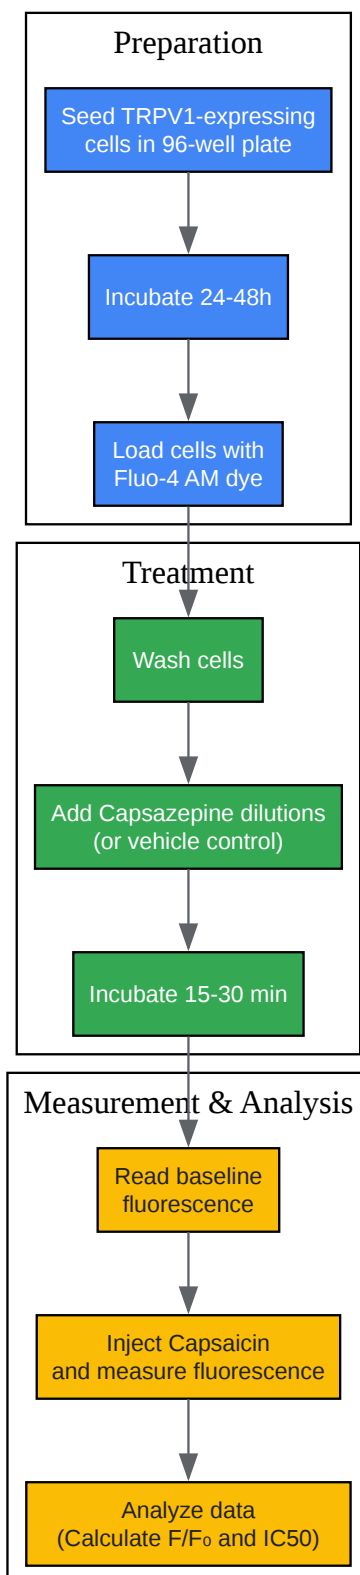 Preparation
Seed TRPV1-expressing
cells in 96-well plate
Incubate 24-48h
Load cells with
Fluo-4 AM dye
Treatment
Wash cells
Add Capsazepine dilutions
(or vehicle control)
Incubate 15-30 min
Measurement & Analysis
Read baseline
fluorescence
Inject Capsaicin
and measure fluorescence
Analyze data
(Calculate F/F₀ and IC50)